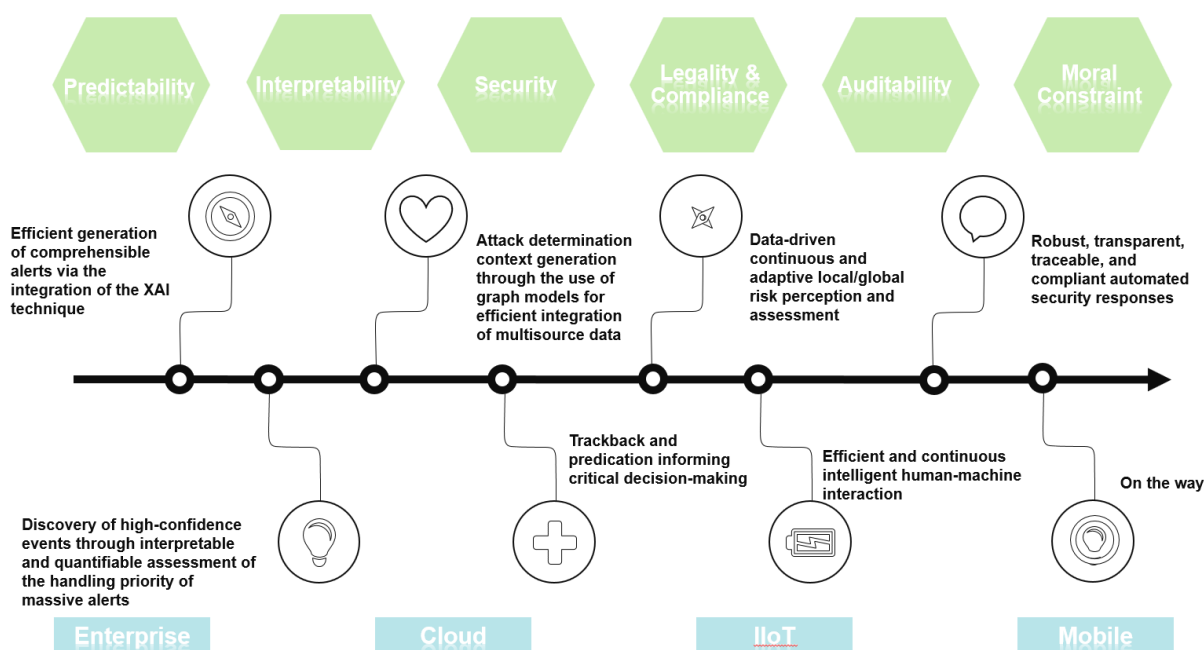 Predictability
Interpretability
Security
Legality &
Compliance
Auditability
Moral
Constraint
Efficient generation
of comprehensible
alerts via the
integration of the XAI
technique
Attack determination
context generation
through the use of
graph models for
efficient integration
of multisource data
Data-driven
continuous and
adaptive local/global
risk perception and
assessment
Robust, transparent,
traceable, and
compliant automated
security responses
Discovery of high-confidence
events through interpretable
and quantifiable assessment of
the handling priority of
massive alerts
Trackback and
predication informing
critical decision-making
Efficient and continuous
intelligent human-machine
interaction
On the way
Enterprise
Cloud
IIoT
Mobile